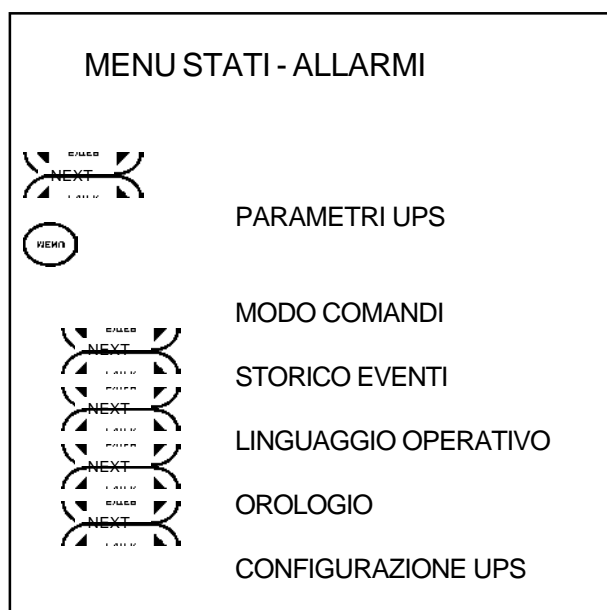 MENU STATI - ALLARMI
NEXT
PARAMETRI UPS
MENU
MODO COMANDI
NEXT
STORICO EVENTI
NEXT
LINGUAGGIO OPERATIVO
NEXT
OROLOGIO
NEXT
CONFIGURAZIONE UPS